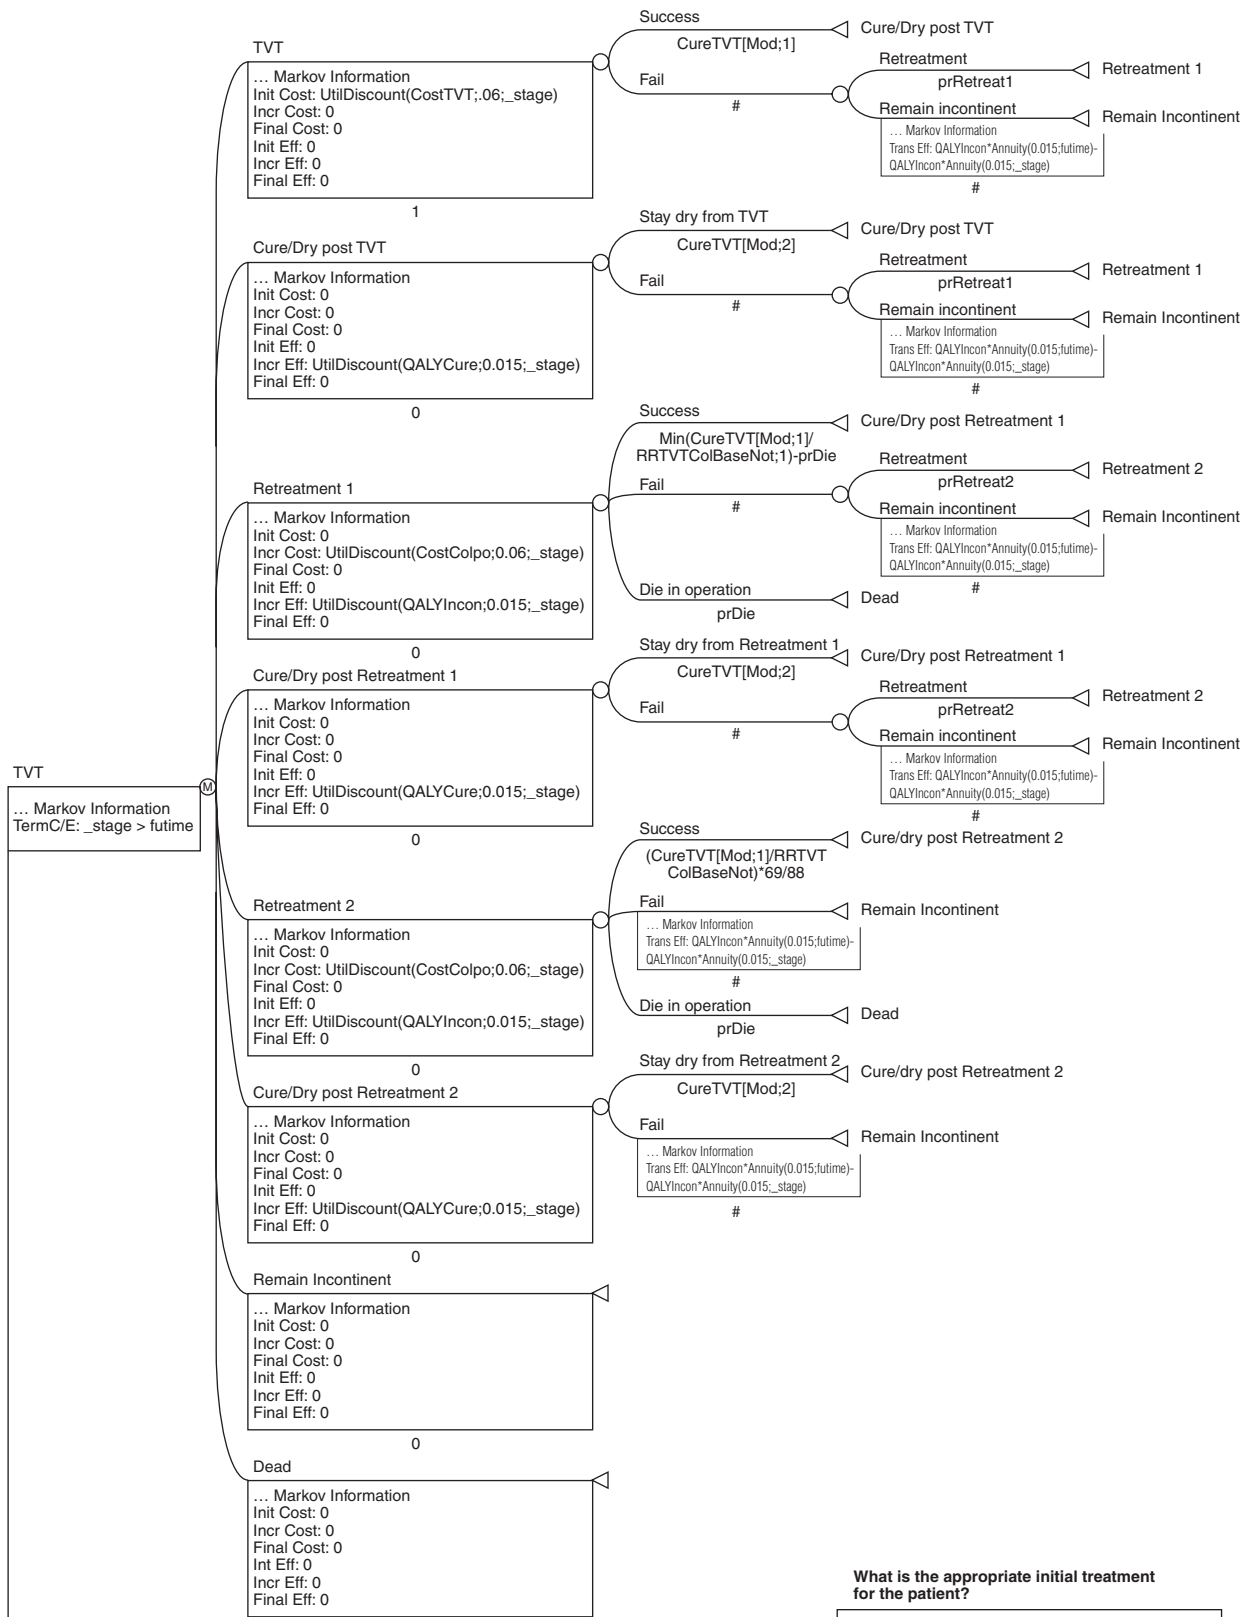 TVT
… Markov Information
TermC/E: _stage > futime
M
TVT
… Markov Information
Init Cost: UtilDiscount(CostTVT;.06;_stage)
Incr Cost: 0
Final Cost: 0
Init Eff: 0
Incr Eff: 0
Final Eff: 0
1
Success
CureTVT[Mod;1]
Cure/Dry post TVT
Fail
#
Retreatment
prRetreat1
Retreatment 1
Remain incontinent
Remain Incontinent
… Markov Information
Trans Eff: QALYIncon*Annuity(0.015;futime)-
QALYIncon*Annuity(0.015;_stage)
#
Cure/Dry post TVT
… Markov Information
Init Cost: 0
Incr Cost: 0
Final Cost: 0
Init Eff: 0
Incr Eff: UtilDiscount(QALYCure;0.015;_stage)
Final Eff: 0
0
Stay dry from TVT
CureTVT[Mod;2]
Cure/Dry post TVT
Fail
#
Retreatment
prRetreat1
Retreatment 1
Remain incontinent
Remain Incontinent
… Markov Information
Trans Eff: QALYIncon*Annuity(0.015;futime)-
QALYIncon*Annuity(0.015;_stage)
#
Retreatment 1
… Markov Information
Init Cost: 0
Incr Cost: UtilDiscount(CostColpo;0.06;_stage)
Final Cost: 0
Init Eff: 0
Incr Eff: UtilDiscount(QALYIncon;0.015;_stage)
Final Eff: 0
0
Success
Min(CureTVT[Mod;1]/
RRTVTColBaseNot;1)-prDie
Cure/Dry post Retreatment 1
Fail
#
Retreatment
prRetreat2
Retreatment 2
Remain incontinent
Remain Incontinent
… Markov Information
Trans Eff: QALYIncon*Annuity(0.015;futime)-
QALYIncon*Annuity(0.015;_stage)
#
Die in operation
prDie
Dead
Cure/Dry post Retreatment 1
… Markov Information
Init Cost: 0
Incr Cost: 0
Final Cost: 0
Init Eff: 0
Incr Eff: UtilDiscount(QALYCure;0.015;_stage)
Final Eff: 0
0
Stay dry from Retreatment 1
CureTVT[Mod;2]
Cure/Dry post Retreatment 1
Fail
#
Retreatment
prRetreat2
Retreatment 2
Remain incontinent
Remain Incontinent
… Markov Information
Trans Eff: QALYIncon*Annuity(0.015;futime)-
QALYIncon*Annuity(0.015;_stage)
#
Retreatment 2
… Markov Information
Init Cost: 0
Incr Cost: UtilDiscount(CostColpo;0.06;_stage)
Final Cost: 0
Init Eff: 0
Incr Eff: UtilDiscount(QALYIncon;0.015;_stage)
Final Eff: 0
0
Success
(CureTVT[Mod;1]/RRTVT
ColBaseNot)*69/88
Cure/dry post Retreatment 2
Fail
Remain Incontinent
… Markov Information
Trans Eff: QALYIncon*Annuity(0.015;futime)-
QALYIncon*Annuity(0.015;_stage)
#
Die in operation
prDie
Dead
Cure/Dry post Retreatment 2
… Markov Information
Init Cost: 0
Incr Cost: 0
Final Cost: 0
Init Eff: 0
Incr Eff: UtilDiscount(QALYCure;0.015;_stage)
Final Eff: 0
0
Stay dry from Retreatment 2
CureTVT[Mod;2]
Cure/dry post Retreatment 2
Fail
Remain Incontinent
… Markov Information
Trans Eff: QALYIncon*Annuity(0.015;futime)-
QALYIncon*Annuity(0.015;_stage)
#
Remain Incontinent
… Markov Information
Init Cost: 0
Incr Cost: 0
Final Cost: 0
Init Eff: 0
Incr Eff: 0
Final Eff: 0
0
Dead
… Markov Information
Init Cost: 0
Incr Cost: 0
Final Cost: 0
Int Eff: 0
Incr Eff: 0
Final Eff: 0
What is the appropriate initial treatment
for the patient?